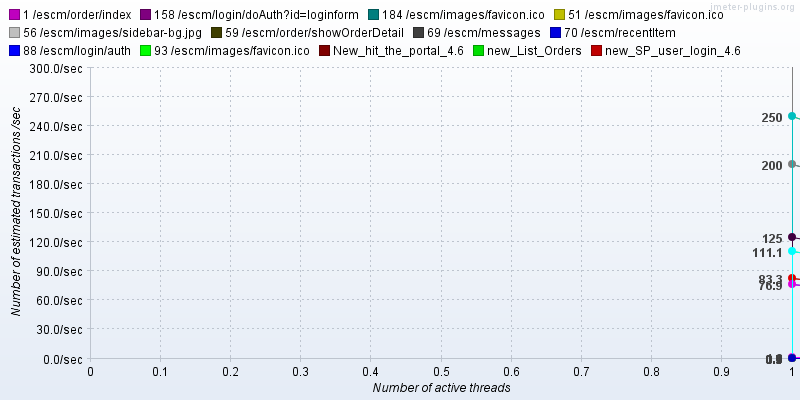 jmeter-plugins.org
1 /escm/order/index 158 /escm/login/doAuth?id=loginform 184 /escm/images/favicon.ico 51 /escm/images/favicon.ico
56 /escm/images/sidebar-bg.jpg 59 /escm/order/showOrderDetail 69 /escm/messages 70 /escm/recentItem
88 /escm/login/auth 93 /escm/images/favicon.ico New_hit_the_portal_4.6 new_List_Orders new_SP_user_login_4.6
Number of estimated transactions /sec
300.0/sec
270.0/sec
240.0/sec
210.0/sec
180.0/sec
150.0/sec
120.0/sec
90.0/sec
60.0/sec
30.0/sec
0.0/sec
250
200
125
111.1
83.3
76.9
0 0.1 0.2 0.3 0.4 0.5 0.6 0.7 0.8 0.9 1
Number of active threads